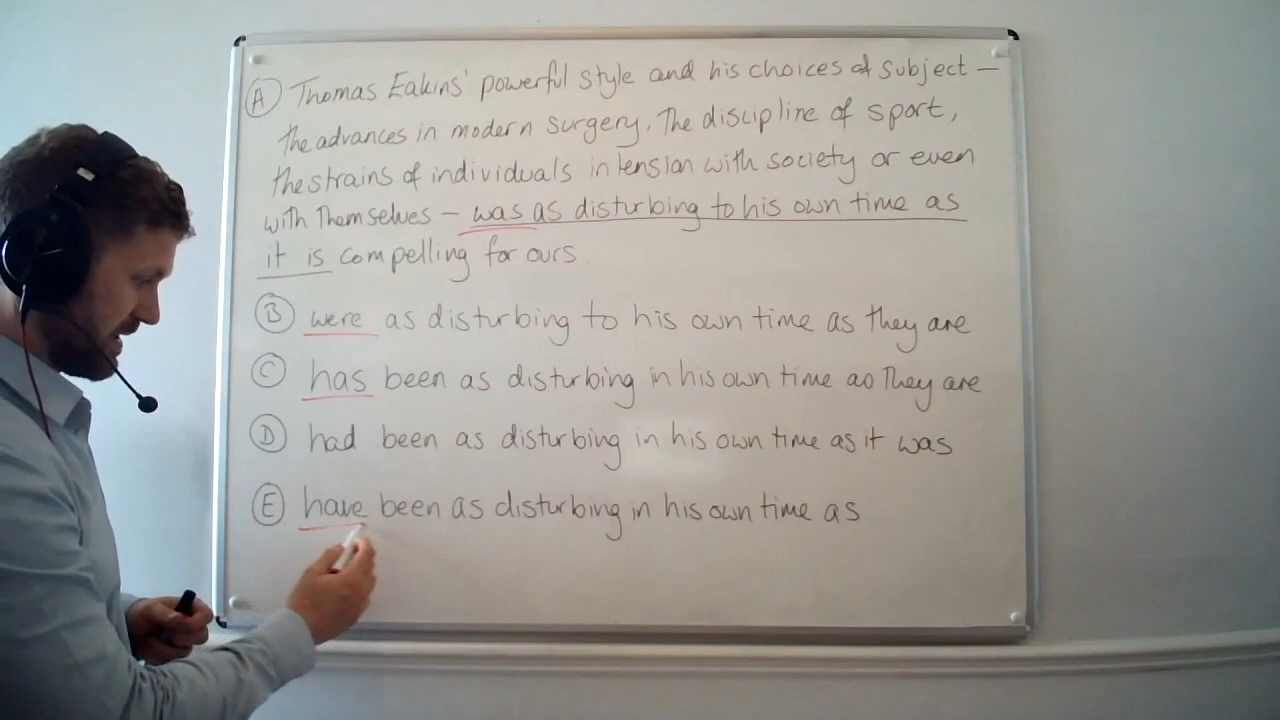 A Thomas Eakins' powerful style and his choices of subject —
the advances in modern surgery, The discipline of sport,
the strains of individuals in tension with society or even
with Themselves – was as disturbing to his own time as
it is compelling for ours.
B were as disturbing to his own time as they are
C has been as disturbing in his own time as They are
D had been as disturbing in his own time as it was
E have been as disturbing in his own time as